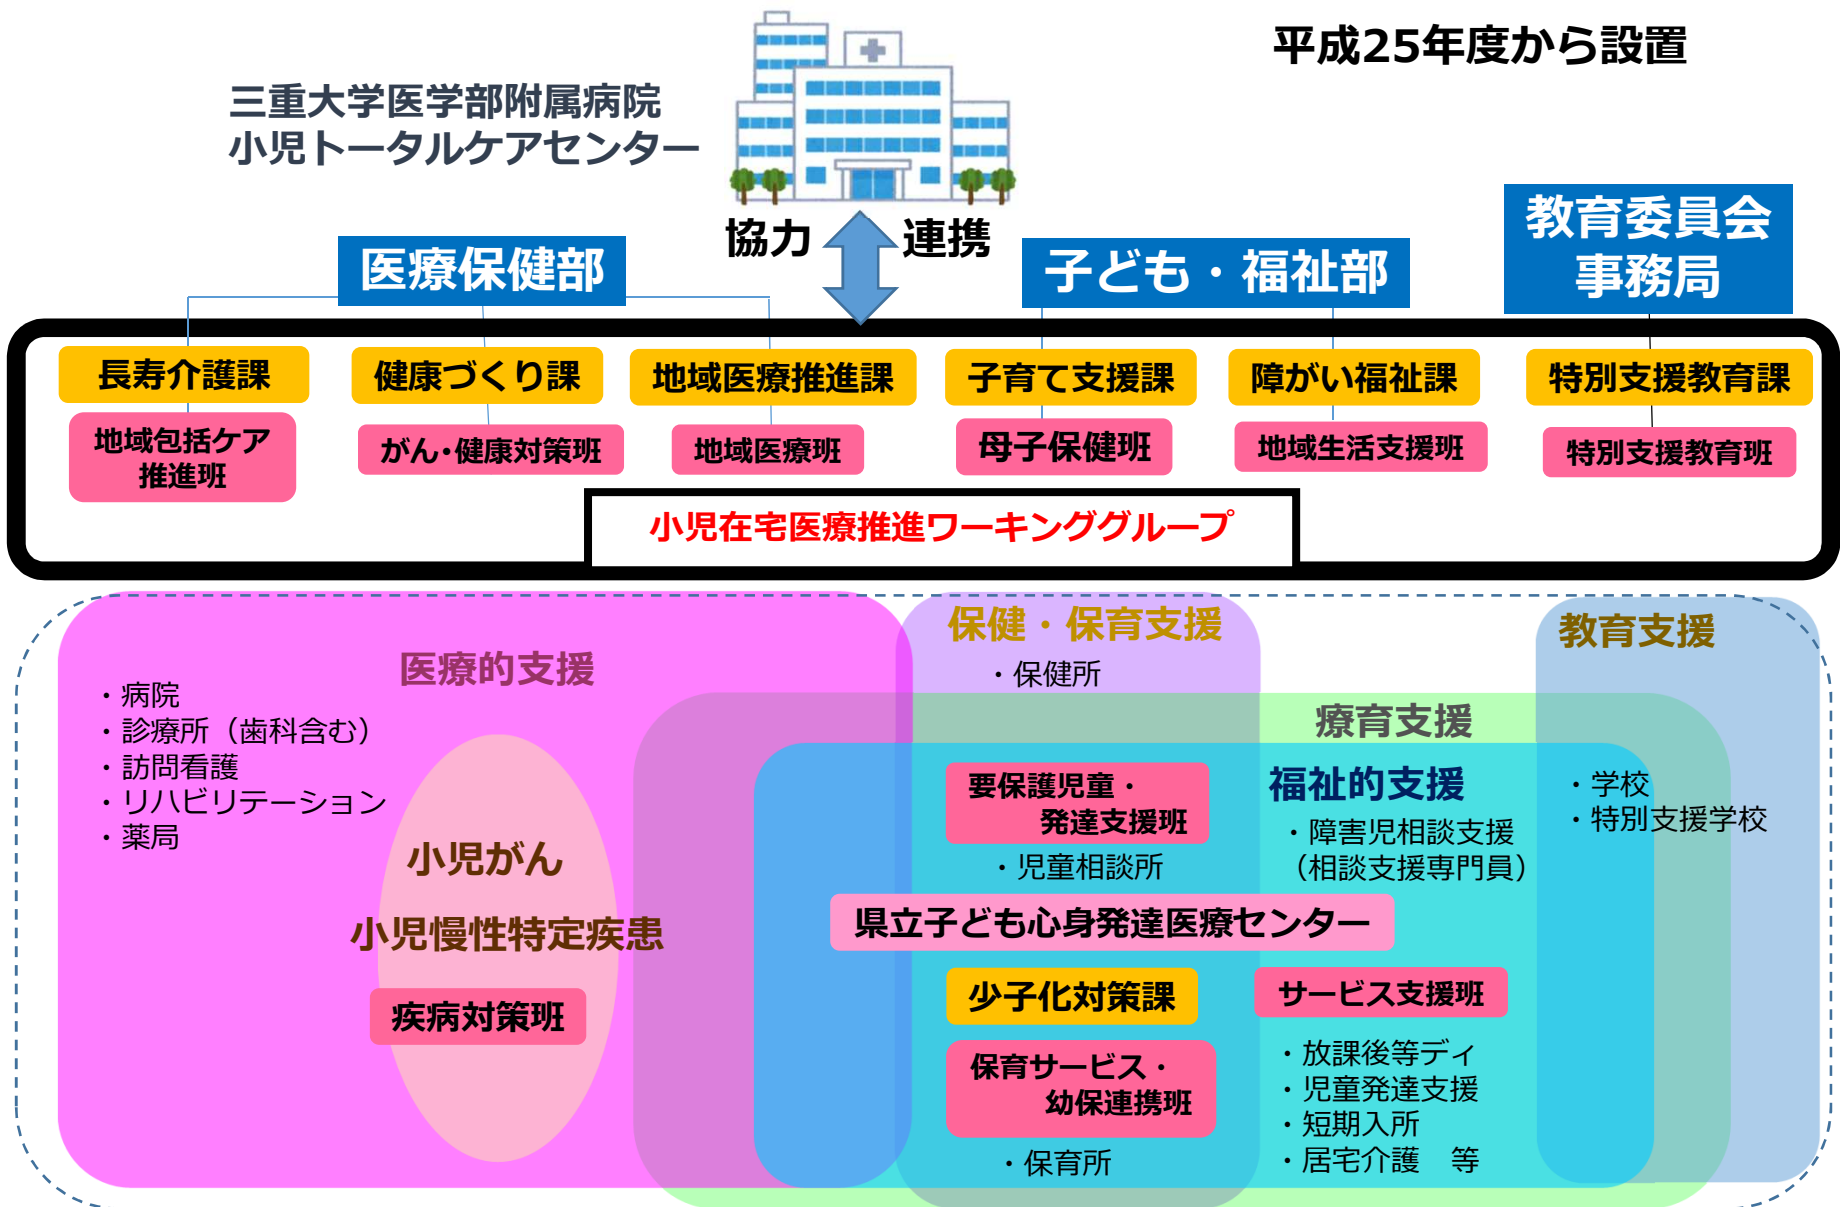 平成25年度から設置
三重大学医学部附属病院
小児トータルケアセンター
協力
連携
医療保健部
子ども・福祉部
教育委員会
事務局
長寿介護課
健康づくり課
地域医療推進課
子育て支援課
障がい福祉課
特別支援教育課
地域包括ケア
推進班
がん・健康対策班
地域医療班
母子保健班
地域生活支援班
特別支援教育班
小児在宅医療推進ワーキンググループ
医療的支援
・病院
・診療所（歯科含む）
・訪問看護
・リハビリテーション
・薬局
小児がん
小児慢性特定疾患
疾病対策班
保健・保育支援
・保健所
療育支援
要保護児童・
発達支援班
・児童相談所
福祉的支援
・障害児相談支援
（相談支援専門員）
県立子ども心身発達医療センター
少子化対策課
保育サービス・
幼保連携班
・保育所
サービス支援班
・放課後等ディ
・児童発達支援
・短期入所
・居宅介護　等
教育支援
・学校
・特別支援学校